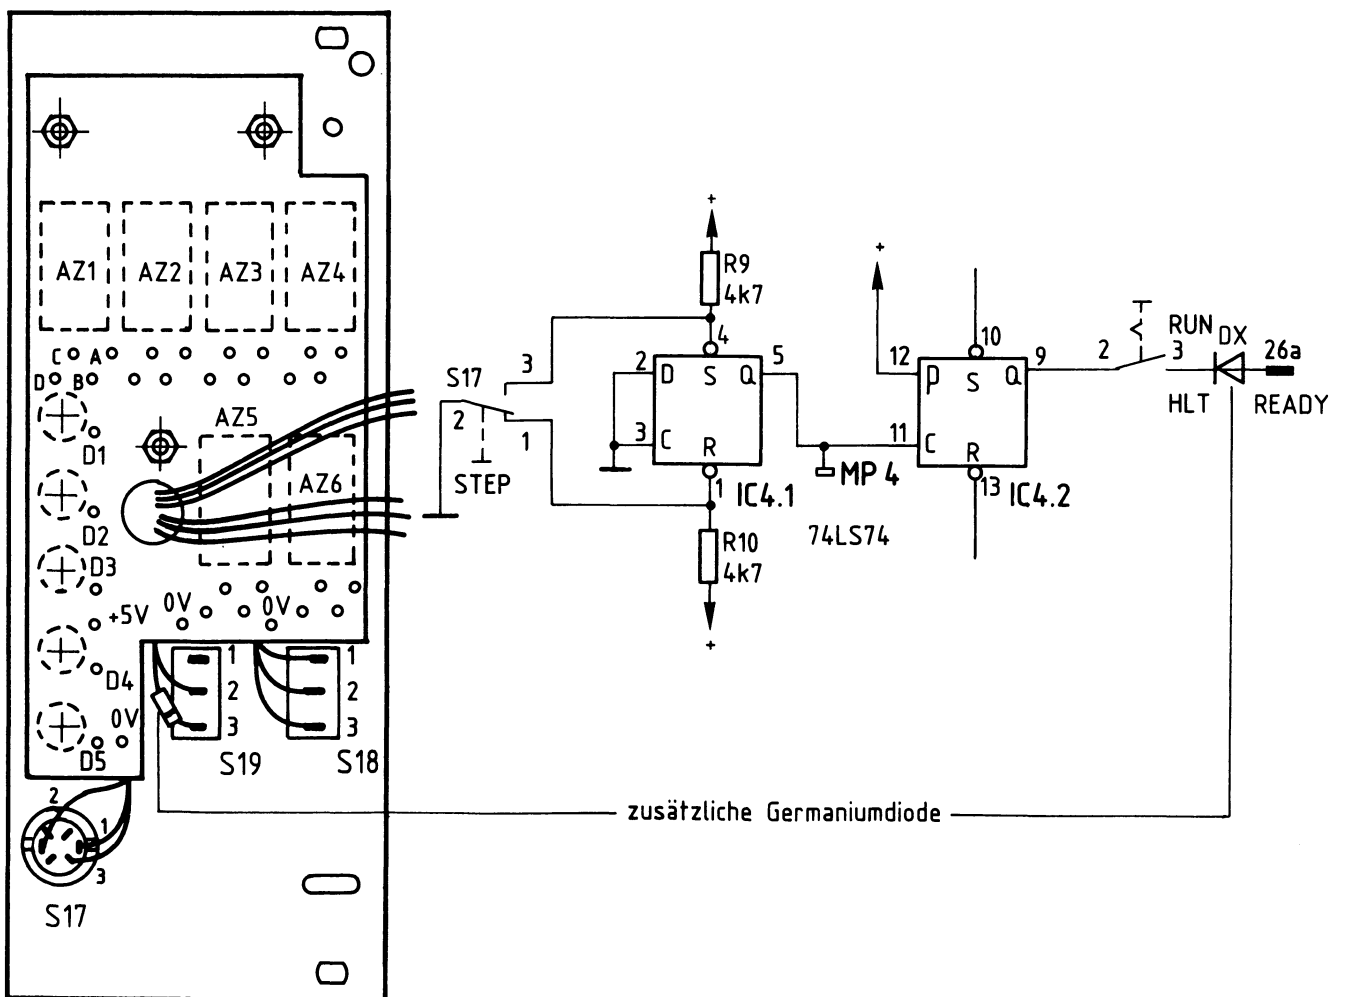 AZ1 AZ2 AZ3 AZ4
C A
D B
AZ5
D1
AZ6
D2
D3
+5V 0V 0V
D4
0V
D5
1
2
3
S19
1
2
3
S18
2
1
3
S17
S17
3
2
1
STEP
+
R9
4k7
4
2 D S Q 5
3 C
R
1
IC4.1
R10
4k7
+
MP 4
74LS74
+
10
12 D S Q 9
11 C
R
13
IC4.2
2
RUN
3
HLT
DX
26a
READY
zusätzliche Germaniumdiode